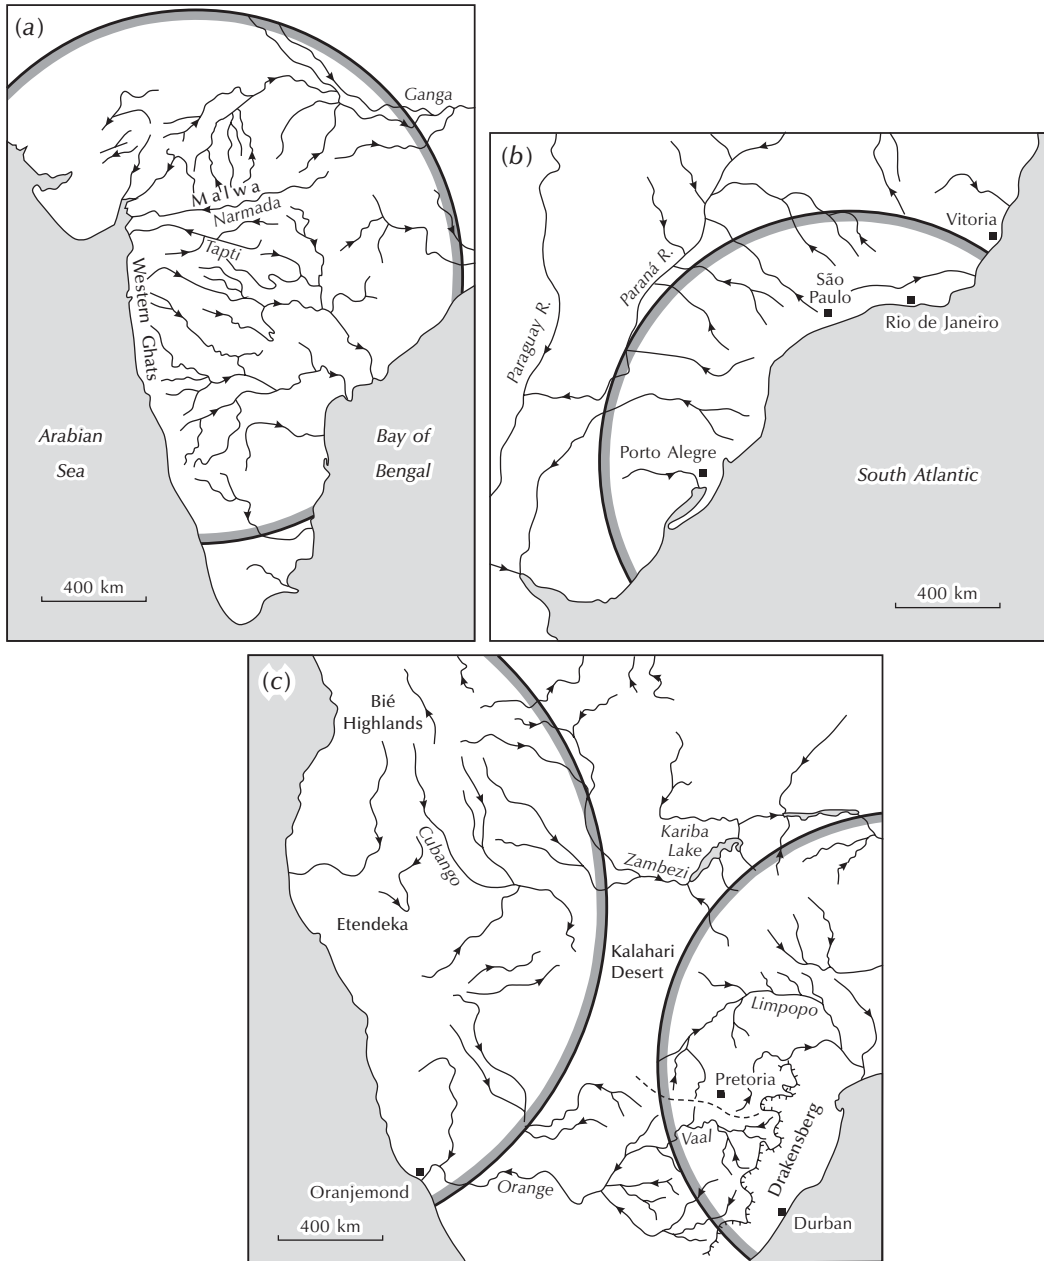 (a)
Ganga
Malwa
Narmada
Tapti
Western Ghats
Arabian
Sea
Bay of
Bengal
400 km
(b)
Vitoria
Paraná R.
São
Paulo
Rio de Janeiro
Paraguay R.
Porto Alegre
South Atlantic
400 km
(c)
Bié
Highlands
Cubango
Kariba
Lake
Zambezi
Etendeka
Kalahari
Desert
Limpopo
Pretoria
Vaal
Drakensberg
Orange
Oranjemond
Durban
400 km